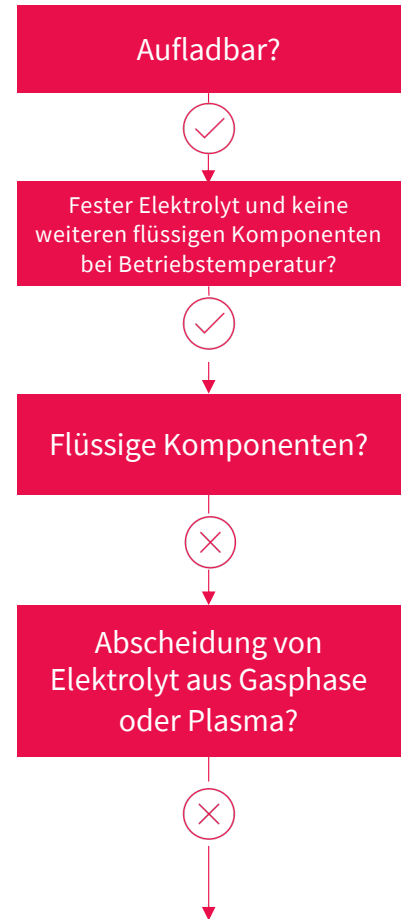 Aufladbar?
Fester Elektrolyt und keine
weiteren flüssigen Komponenten
bei Betriebstemperatur?
Flüssige Komponenten?
Abscheidung von
Elektrolyt aus Gasphase
oder Plasma?